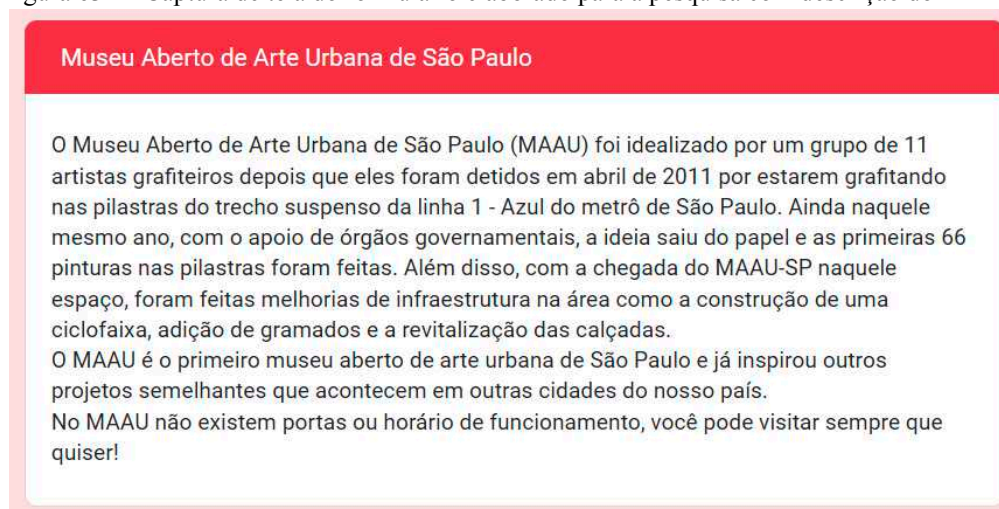 Museu Aberto de Arte Urbana de São Paulo
O Museu Aberto de Arte Urbana de São Paulo (MAAU) foi idealizado por um grupo de 11
artistas grafiteiros depois que eles foram detidos em abril de 2011 por estarem grafitando
nas pilastras do trecho suspenso da linha 1 - Azul do metrô de São Paulo. Ainda naquele
mesmo ano, com o apoio de órgãos governamentais, a ideia saiu do papel e as primeiras 66
pinturas nas pilastras foram feitas. Além disso, com a chegada do MAAU-SP naquele
espaço, foram feitas melhorias de infraestrutura na área como a construção de uma
ciclofaixa, adição de gramados e a revitalização das calçadas.
O MAAU é o primeiro museu aberto de arte urbana de São Paulo e já inspirou outros
projetos semelhantes que acontecem em outras cidades do nosso país.
No MAAU não existem portas ou horário de funcionamento, você pode visitar sempre que
quiser!